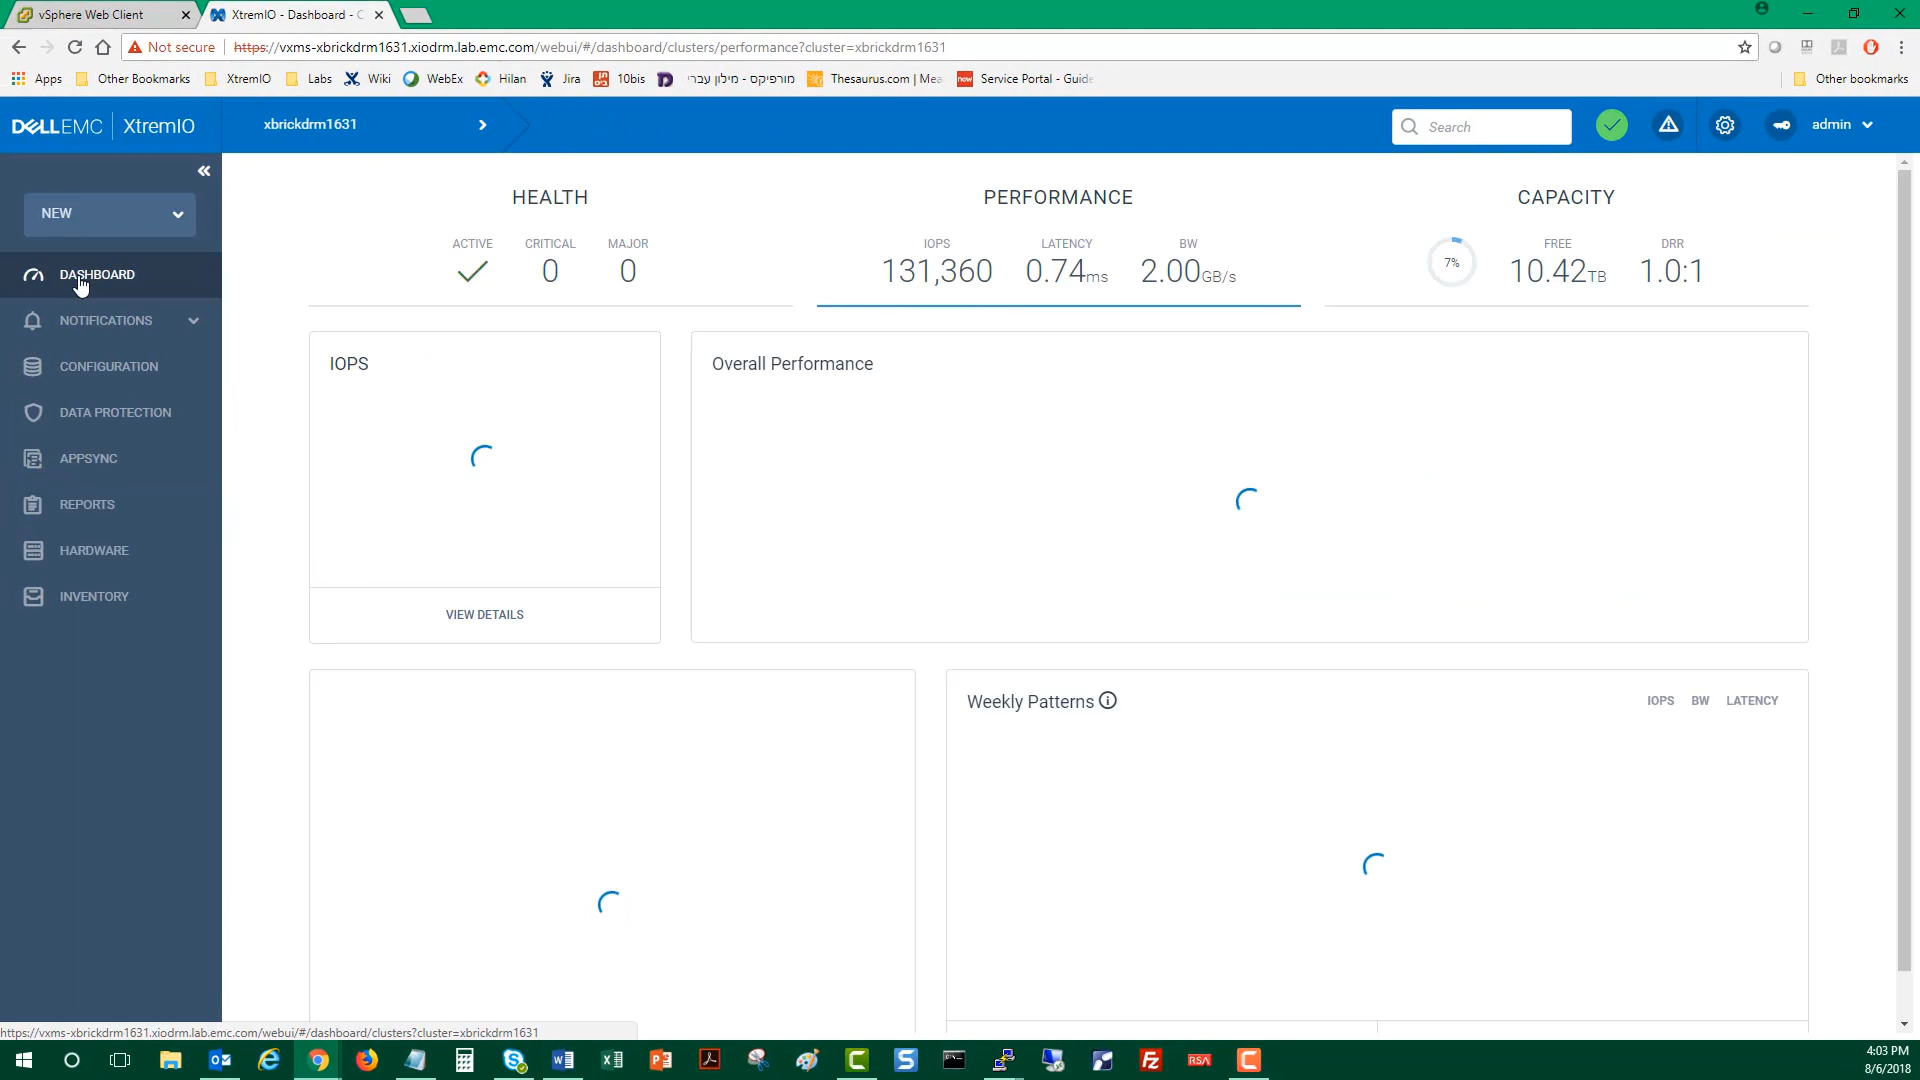 vSphere Web Client
XtremIO - Dashboard - C
Not secure https://vxms-xbrickdrm1631.xiodrm.lab.emc.com/webui/#/dashboard/clusters/performance?cluster=xbrickdrm1631
Apps Other Bookmarks XtremIO Labs Wiki WebEx Hilan Jira 10bis מורפיקס - מילון עברי Thesaurus.com | Mea Service Portal - Guide Other bookmarks
DELLEMC XtremIO xbrickdrm1631 Search admin
NEW
DASHBOARD
NOTIFICATIONS
CONFIGURATION
DATA PROTECTION
APPSYNC
REPORTS
HARDWARE
INVENTORY
HEALTH
ACTIVE CRITICAL MAJOR
0 0
PERFORMANCE
IOPS LATENCY BW
131,360 0.74ms 2.00GB/s
CAPACITY
FREE DRR
7% 10.42TB 1.0:1
IOPS
VIEW DETAILS
Overall Performance
Weekly Patterns IOPS BW LATENCY
https://vxms-xbrickdrm1631.xiodrm.lab.emc.com/webui/#/dashboard/clusters?cluster=xbrickdrm1631
RSA
4:03 PM
8/6/2018